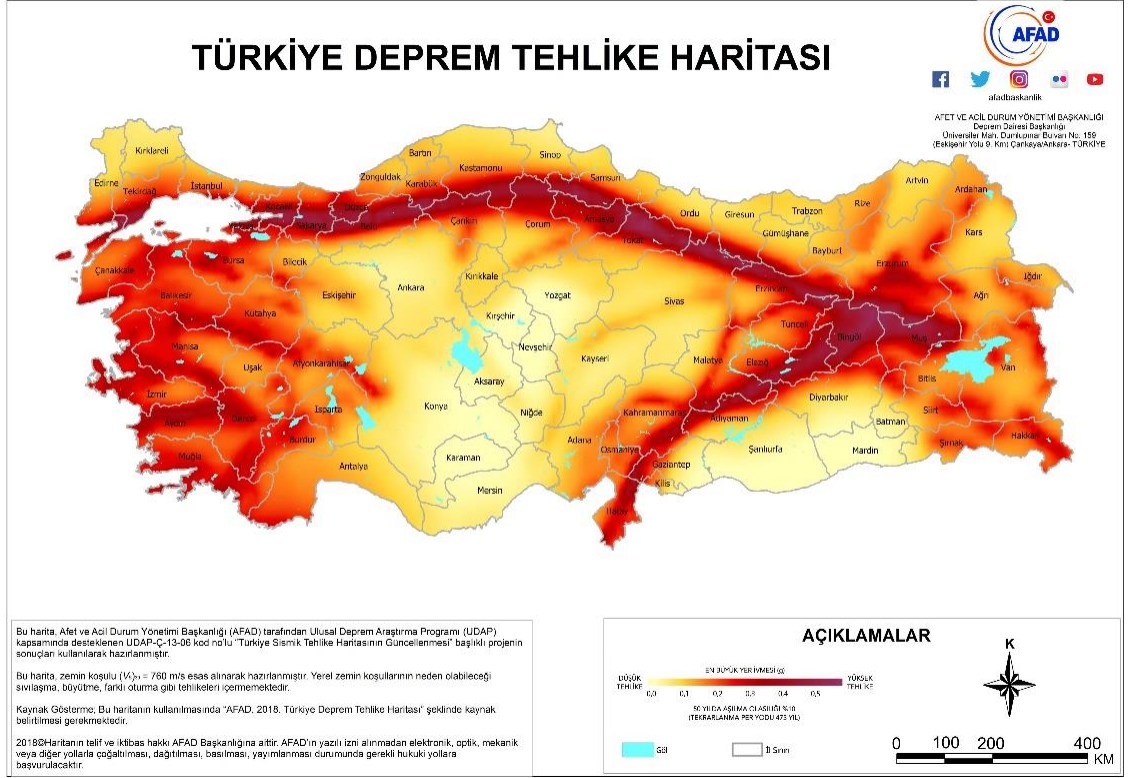 TÜRKİYE DEPREM TEHLİKE HARİTASI
AFAD
afadbaskanlik
AFET VE ACİL DURUM YÖNETİMİ BAŞKANLIĞI
Deprem Dairesi Başkanlığı
Üniversiteler Mah. Dumlupınar Bulvarı No: 159
(Eskişehir Yolu 9. Km) Çankaya/Ankara- TÜRKİYE
Kırklareli
Edirne
Tekirdağ
İstanbul
Kocaeli
Sakarya
Düzce
Bolu
Zonguldak
Bartın
Karabük
Kastamonu
Sinop
Samsun
Çankırı
Çorum
Amasya
Tokat
Ordu
Giresun
Trabzon
Gümüşhane
Bayburt
Rize
Artvin
Ardahan
Kars
Iğdır
Ağrı
Erzurum
Erzincan
Çanakkale
Balıkesir
Bursa
Bilecik
Eskişehir
Kütahya
Ankara
Kırıkkale
Kırşehir
Yozgat
Sivas
Tunceli
Bingöl
Muş
Van
Bitlis
Elazığ
Malatya
Kayseri
Nevşehir
Aksaray
Manisa
Uşak
Afyonkarahisar
İzmir
Aydın
Denizli
Isparta
Burdur
Muğla
Antalya
Konya
Niğde
Karaman
Mersin
Adana
Kahramanmaraş
Osmaniye
Gaziantep
Kilis
Hatay
Adıyaman
Şanlıurfa
Diyarbakır
Mardin
Batman
Siirt
Şırnak
Hakkari
Bu harita, Afet ve Acil Durum Yönetimi Başkanlığı (AFAD) tarafından Ulusal Deprem Araştırma Programı (UDAP)
kapsamında desteklenen UDAP-Ç-13-06 kod no'lu "Türkiye Sismik Tehlike Haritasının Güncellenmesi" başlıklı projenin
sonuçları kullanılarak hazırlanmıştır.
Bu harita, zemin koşulu (Vs)30 = 760 m/s esas alınarak hazırlanmıştır. Yerel zemin koşullarının neden olabileceği
sıvılaşma, büyütme, farklı oturma gibi tehlikeleri içermemektedir.
Kaynak Gösterme; Bu haritanın kullanılmasında "AFAD, 2018. Türkiye Deprem Tehlike Haritası" şeklinde kaynak
belirtilmesi gerekmektedir.
2018©Haritanın telif ve iktibas hakkı AFAD Başkanlığına aittir. AFAD'ın yazılı izni alınmadan elektronik, optik, mekanik
veya diğer yollarla çoğaltılması, dağıtılması, basılması, yayımlanması durumunda gerekli hukuki yollara
başvurulacaktır.
AÇIKLAMALAR
EN BÜYÜK YER İVMESİ (g)
DÜŞÜK TEHLİKE
YÜKSEK TEHLİKE
0,0 0,1 0,2 0,3 0,4 0,5
50 YILDA AŞILMA OLASILIĞI %10
(TEKRARLANMA PERİYODU 475 YIL)
Göl
İl Sınırı
K
0 100 200 400
KM